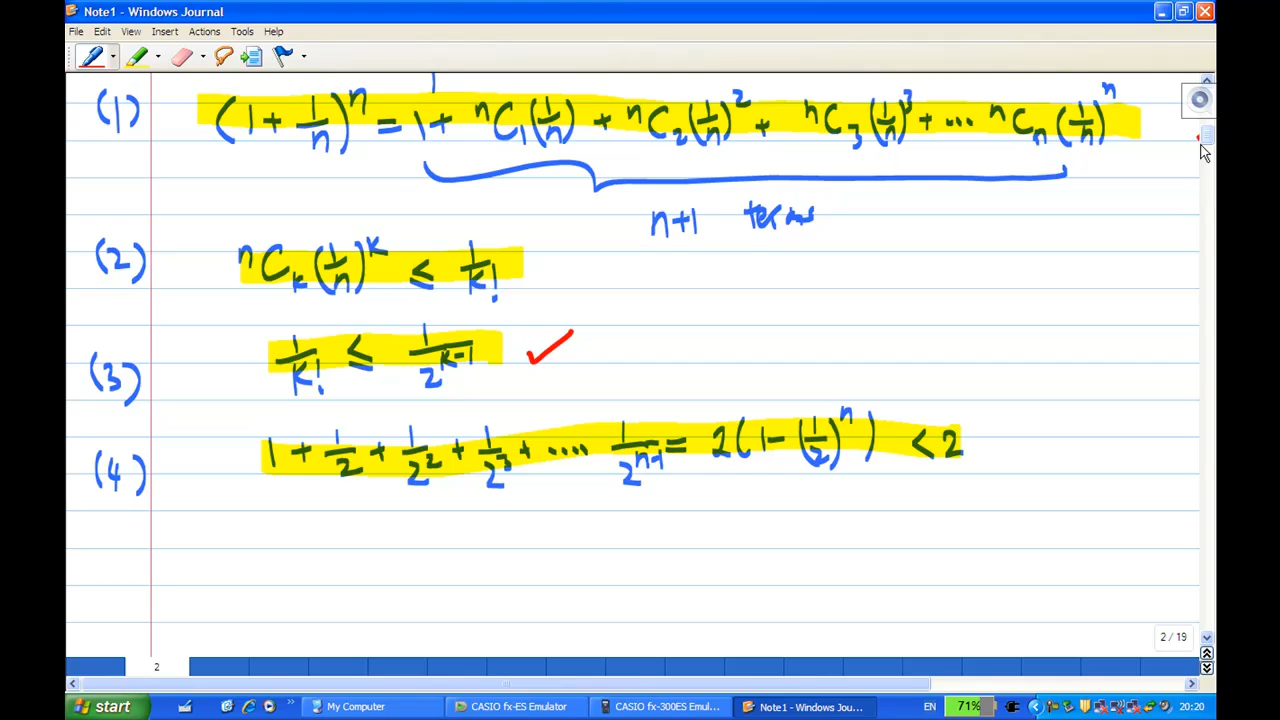 Note1 - Windows Journal
File Edit View Insert Actions Tools Help
(1) (1 + 1/n)^n = 1 + nC1(1/n) + nC2(1/n)^2 + nC3(1/n)^3 + ... nCn(1/n)^n
n+1 terms
(2) nCk(1/n)^k ≤ 1/k!
(3) 1/k! ≤ 1/2^(k-1) ✓
(4) 1 + 1/2 + 1/2^2 + 1/2^3 + .... 1/2^(n-1) = 2(1-(1/2)^n) < 2
2 / 19
2
start My Computer CASIO fx-ES Emulator CASIO fx-300ES Emul... Note1 - Windows Jou... EN 71% 20:20